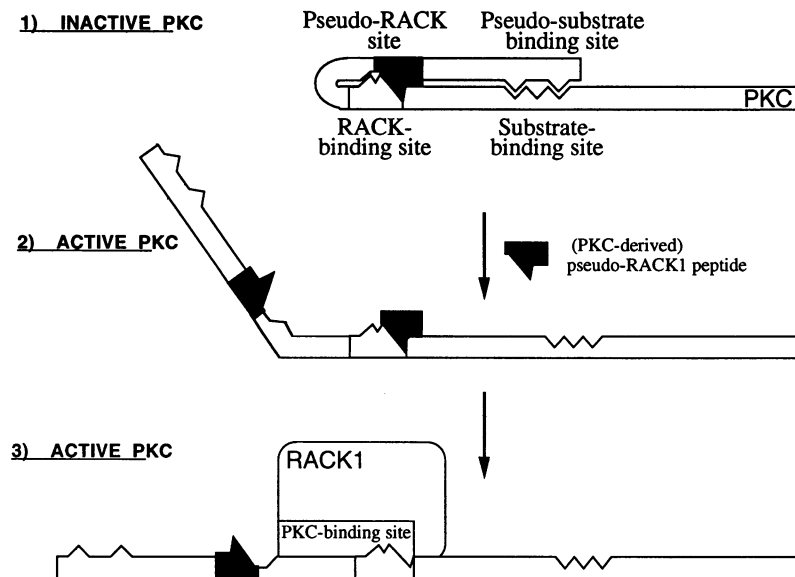 1) INACTIVE PKC
Pseudo-RACK
site
Pseudo-substrate
binding site
PKC
RACK-
binding site
Substrate-
binding site
2) ACTIVE PKC
(PKC-derived)
pseudo-RACK1 peptide
3) ACTIVE PKC
RACK1
PKC-binding site